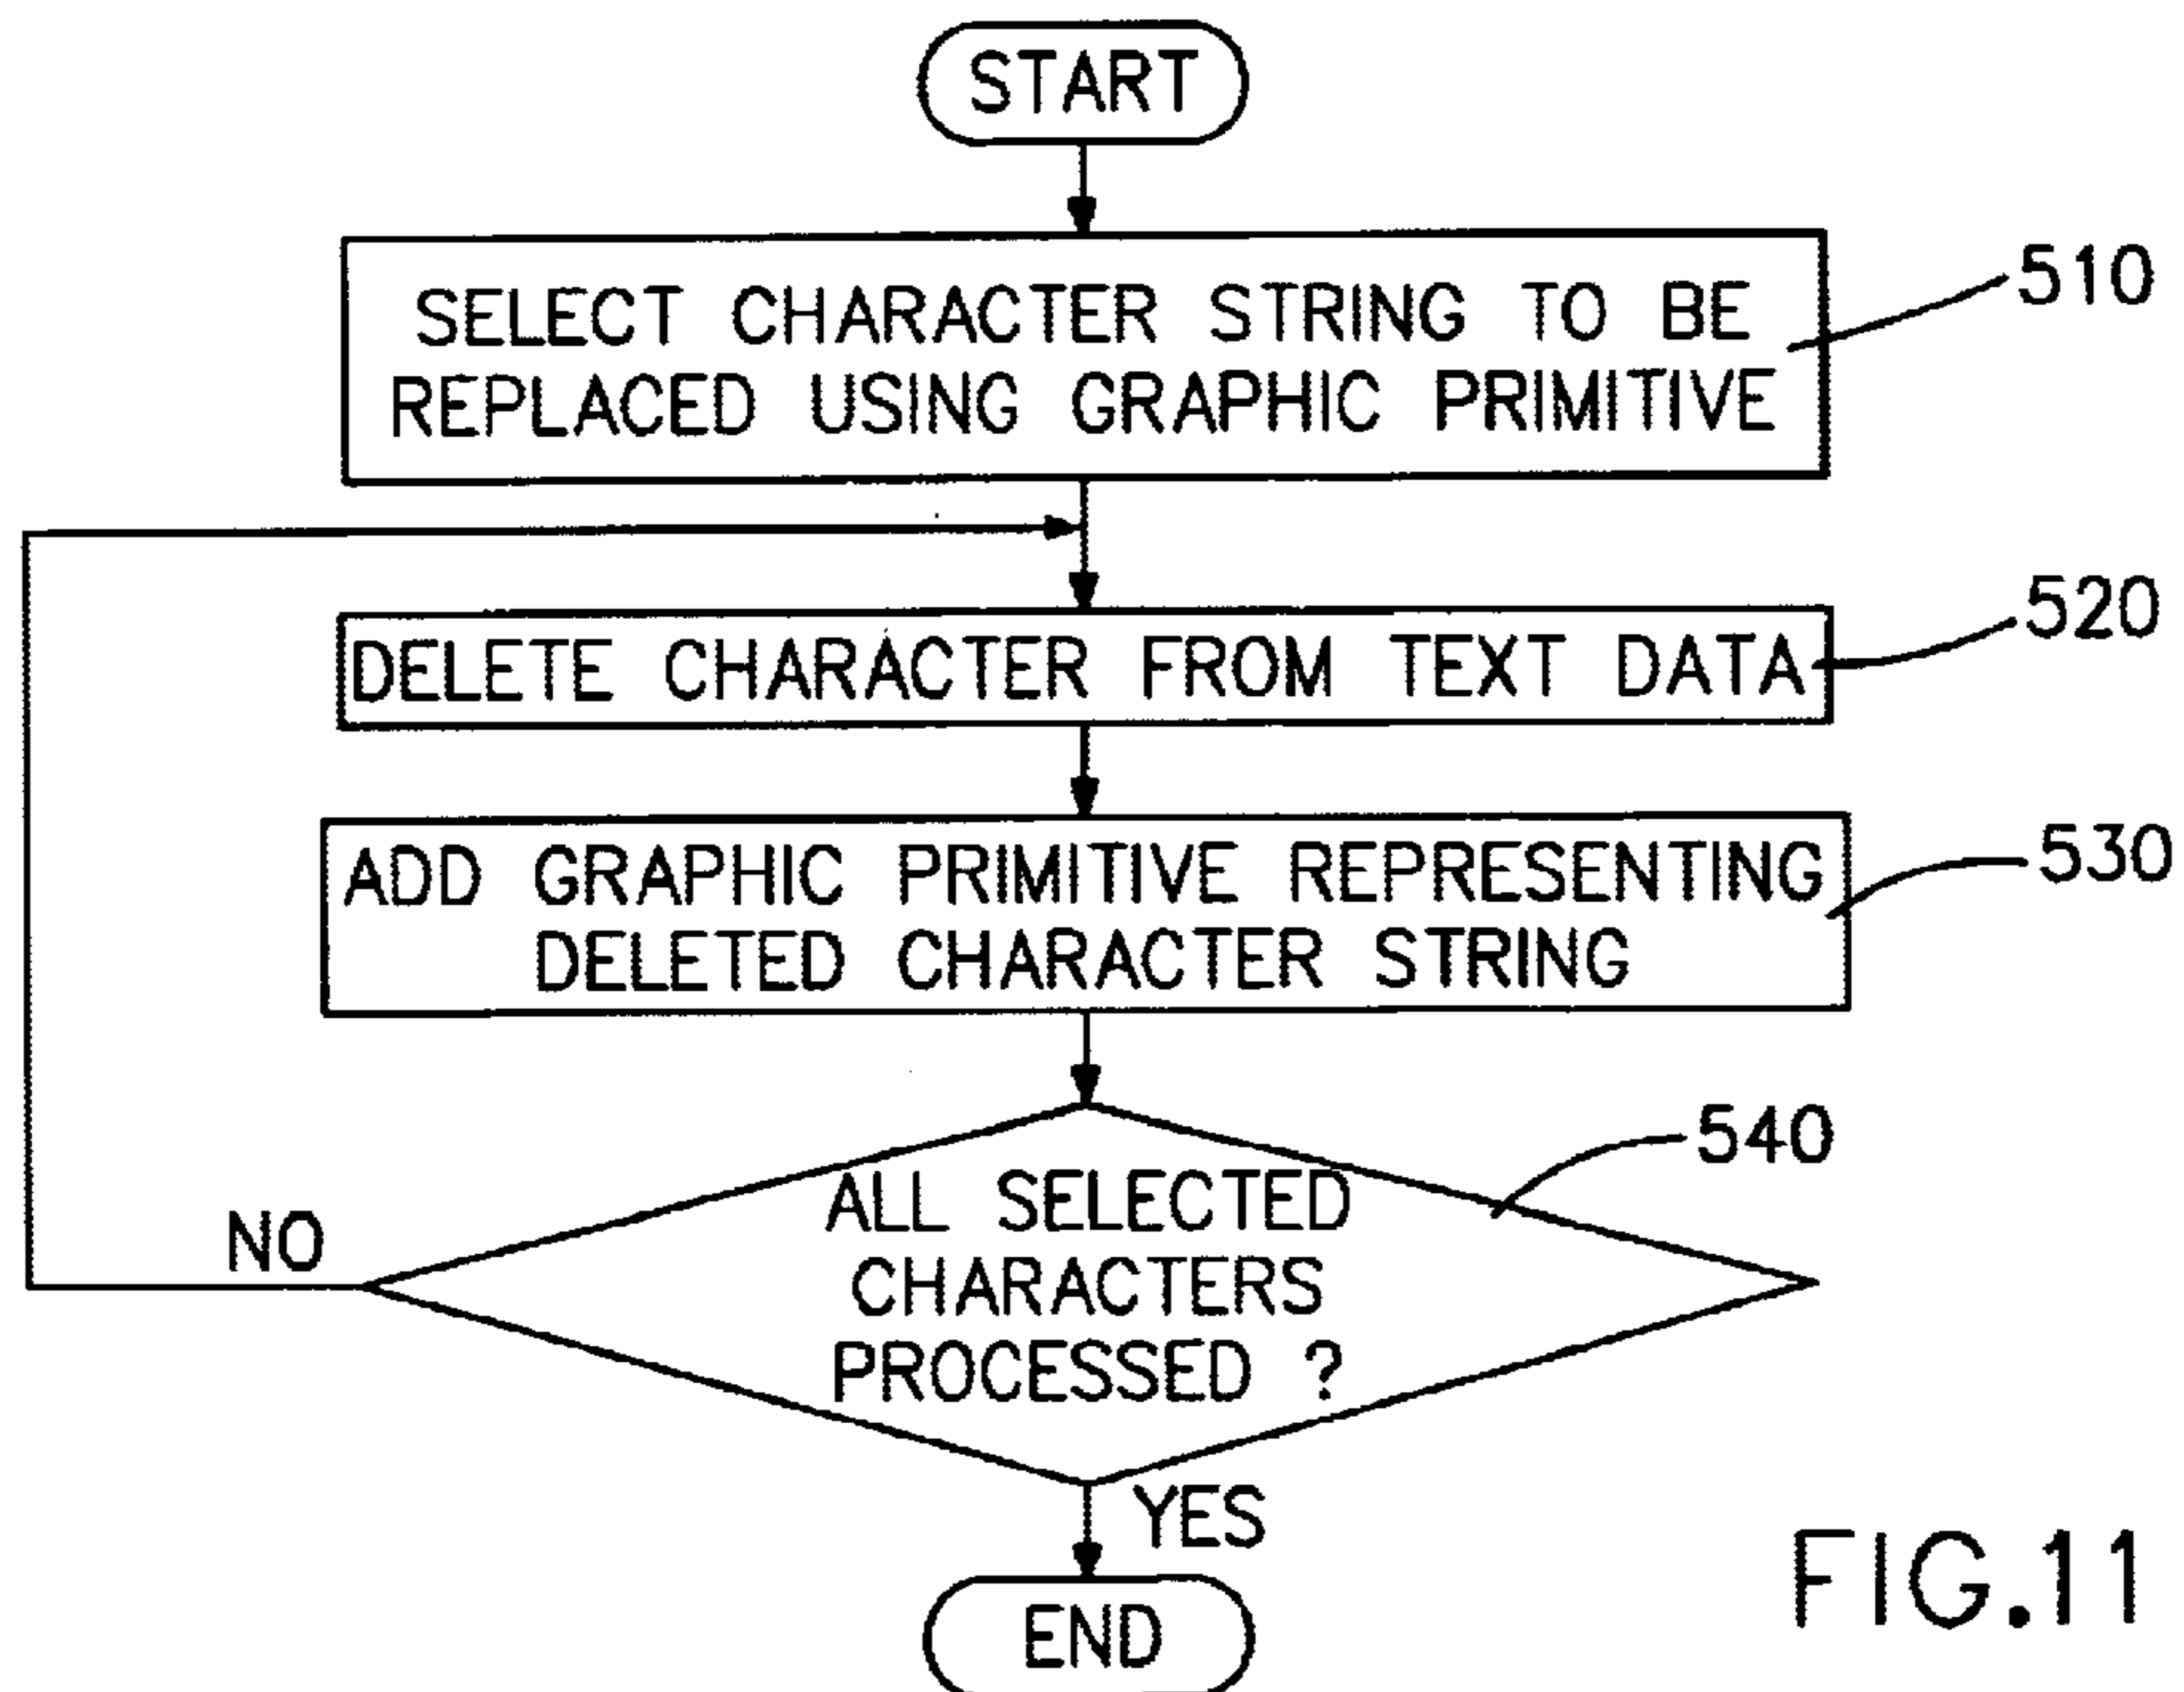 START
SELECT CHARACTER STRING TO BE
REPLACED USING GRAPHIC PRIMITIVE
510
DELETE CHARACTER FROM TEXT DATA
520
ADD GRAPHIC PRIMITIVE REPRESENTING
DELETED CHARACTER STRING
530
ALL SELECTED
CHARACTERS
PROCESSED ?
540
NO
YES
END
FIG.11